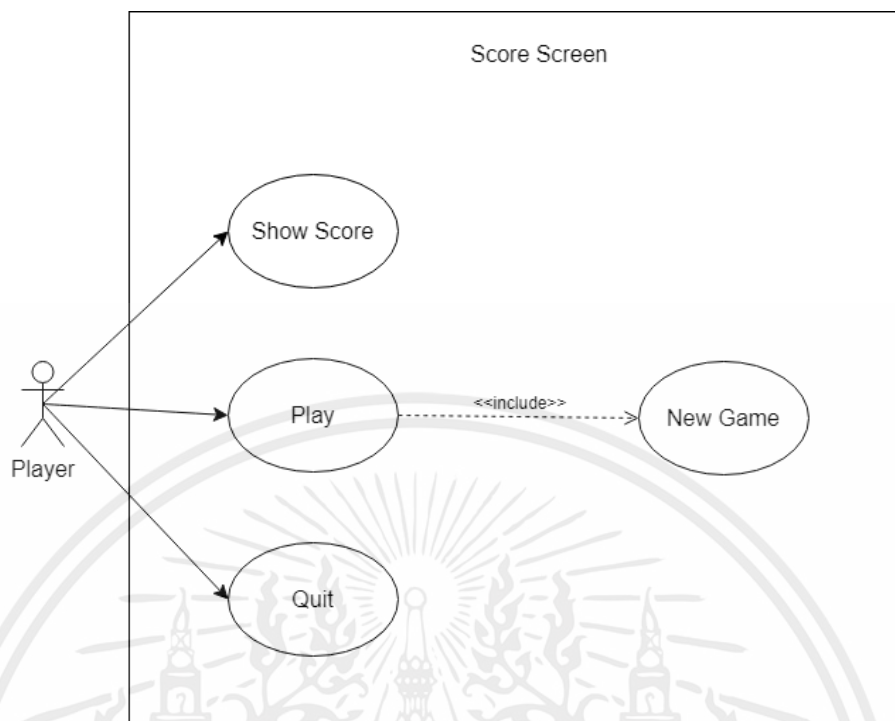 Score Screen
Show Score
Play
<<include>>
New Game
Player
Quit